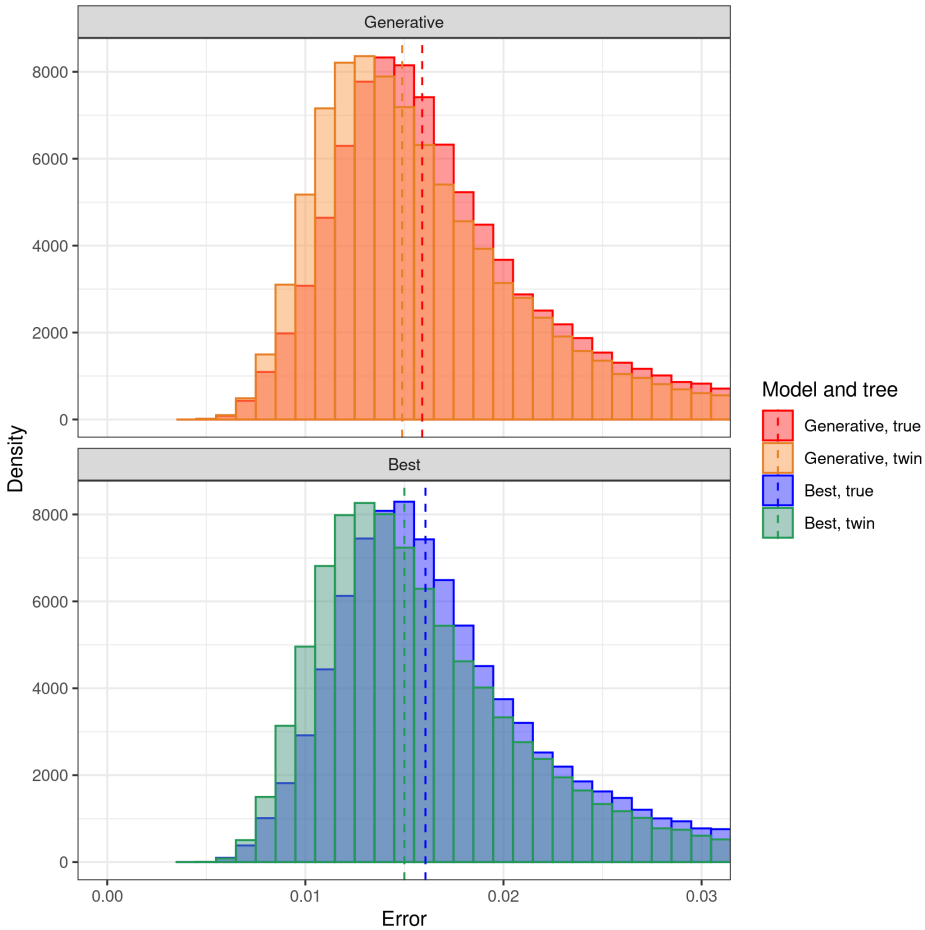 Generative
8000
6000
4000
2000
0
Density
Best
8000
6000
4000
2000
0
0.00
0.01
0.02
0.03
Error
Model and tree
Generative, true
Generative, twin
Best, true
Best, twin